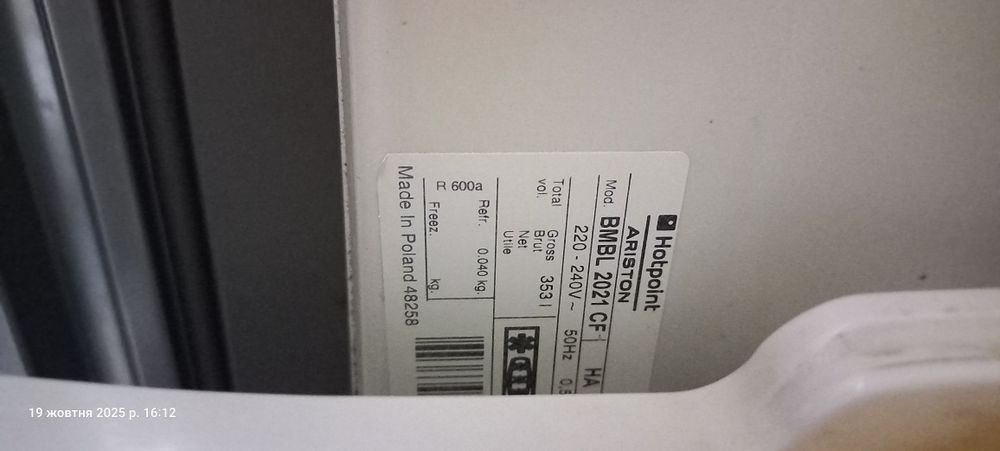 Hotpoint
ARISTON
Mod. BMBL 2021 CF HA
220 - 240V ~ 50Hz
Total
vol.
Gross
Brut
Net
Utile
353 l
R 600a
Refr. 0.040 kg.
Freez. kg.
Made In Poland 48258
19 жовтня 2025 р. 16:12